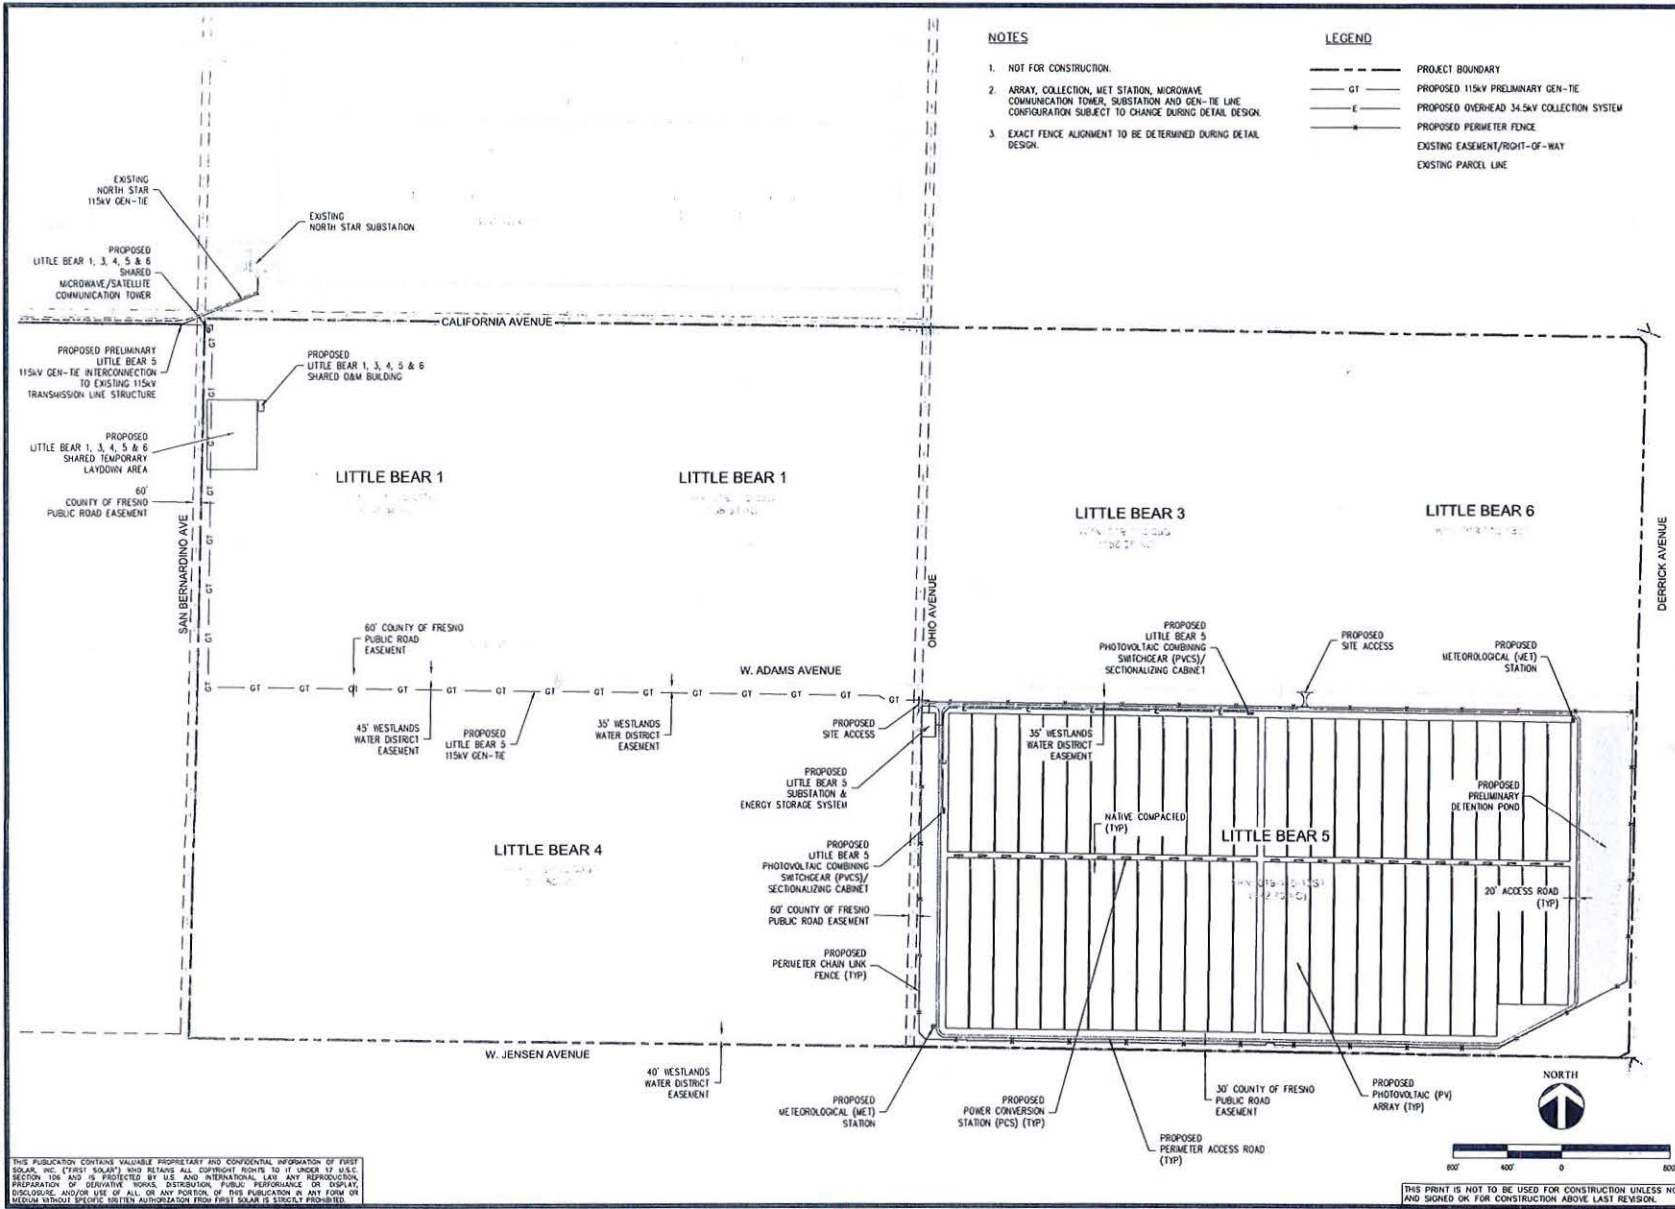 NOTES
1. NOT FOR CONSTRUCTION.
2. ARRAY, COLLECTION, MET STATION, MICROWAVE
COMMUNICATION TOWER, SUBSTATION AND GEN-TIE LINE
CONFIGURATION SUBJECT TO CHANGE DURING DETAIL DESIGN.
3. EXACT FENCE ALIGNMENT TO BE DETERMINED DURING DETAIL
DESIGN.
LEGEND
PROJECT BOUNDARY
GT
PROPOSED 115kV PRELIMINARY GEN-TIE
E
PROPOSED OVERHEAD 34.5kV COLLECTION SYSTEM
PROPOSED PERIMETER FENCE
EXISTING EASEMENT/RIGHT-OF-WAY
EXISTING PARCEL LINE
EXISTING
NORTH STAR
115kV GEN-TIE
EXISTING
NORTH STAR SUBSTATION
PROPOSED
LITTLE BEAR 1, 3, 4, 5 & 6
SHARED
MICROWAVE/SATELLITE
COMMUNICATION TOWER
CALIFORNIA AVENUE
PROPOSED PRELIMINARY
LITTLE BEAR 5
115kV GEN-TIE INTERCONNECTION
TO EXISTING 115kV
TRANSMISSION LINE STRUCTURE
PROPOSED
LITTLE BEAR 1, 3, 4, 5 & 6
SHARED O&M BUILDING
PROPOSED
LITTLE BEAR 1, 3, 4, 5 & 6
SHARED TEMPORARY
LAYDOWN AREA
60'
COUNTY OF FRESNO
PUBLIC ROAD EASEMENT
LITTLE BEAR 1
LITTLE BEAR 1
LITTLE BEAR 3
LITTLE BEAR 6
SAN BERNARDINO AVE
OHIO AVENUE
DERRICK AVENUE
60' COUNTY OF FRESNO
PUBLIC ROAD
EASEMENT
W. ADAMS AVENUE
GT GT GT GT GT GT GT GT GT GT GT GT GT GT GT
45' WESTLANDS
WATER DISTRICT
EASEMENT
PROPOSED
LITTLE BEAR 5
115kV GEN-TIE
35' WESTLANDS
WATER DISTRICT
EASEMENT
PROPOSED
SITE ACCESS
PROPOSED
LITTLE BEAR 5
PHOTOVOLTAIC COMBINING
SWITCHGEAR (PVCS)/
SECTIONALIZING CABINET
PROPOSED
SITE ACCESS
PROPOSED
METEOROLOGICAL (MET)
STATION
35' WESTLANDS
WATER DISTRICT
EASEMENT
PROPOSED
LITTLE BEAR 5
SUBSTATION &
ENERGY STORAGE SYSTEM
PROPOSED
PRELIMINARY
DETENTION POND
NATIVE COMPACTED
(TYP)
LITTLE BEAR 5
LITTLE BEAR 4
PROPOSED
LITTLE BEAR 5
PHOTOVOLTAIC COMBINING
SWITCHGEAR (PVCS)/
SECTIONALIZING CABINET
20' ACCESS ROAD
(TYP)
60' COUNTY OF FRESNO
PUBLIC ROAD EASEMENT
PROPOSED
PERIMETER CHAIN LINK
FENCE (TYP)
W. JENSEN AVENUE
40' WESTLANDS
WATER DISTRICT
EASEMENT
PROPOSED
METEOROLOGICAL (MET)
STATION
PROPOSED
POWER CONVERSION
STATION (PCS) (TYP)
PROPOSED
PERIMETER ACCESS ROAD
(TYP)
30' COUNTY OF FRESNO
PUBLIC ROAD
EASEMENT
PROPOSED
PHOTOVOLTAIC (PV)
ARRAY (TYP)
NORTH
800' 400' 0 800
THIS PUBLICATION CONTAINS VALUABLE PROPRIETARY AND CONFIDENTIAL INFORMATION OF FIRST
SOLAR, INC. ("FIRST SOLAR") WHO RETAINS ALL COPYRIGHT RIGHTS TO IT UNDER 17 U.S.C.
SECTION 106 AND IS PROTECTED BY U.S. AND INTERNATIONAL LAW. ANY REPRODUCTION,
PREPARATION OF DERIVATIVE WORKS, DISTRIBUTION, PUBLIC PERFORMANCE OR DISPLAY,
DISCLOSURE, AND/OR USE OF ALL, OR ANY PORTION, OF THIS PUBLICATION IN ANY FORM OR
MEDIUM WITHOUT SPECIFIC WRITTEN AUTHORIZATION FROM FIRST SOLAR IS STRICTLY PROHIBITED.
THIS PRINT IS NOT TO BE USED FOR CONSTRUCTION UNLESS NO
AND SIGNED OK FOR CONSTRUCTION ABOVE LAST REVISION.